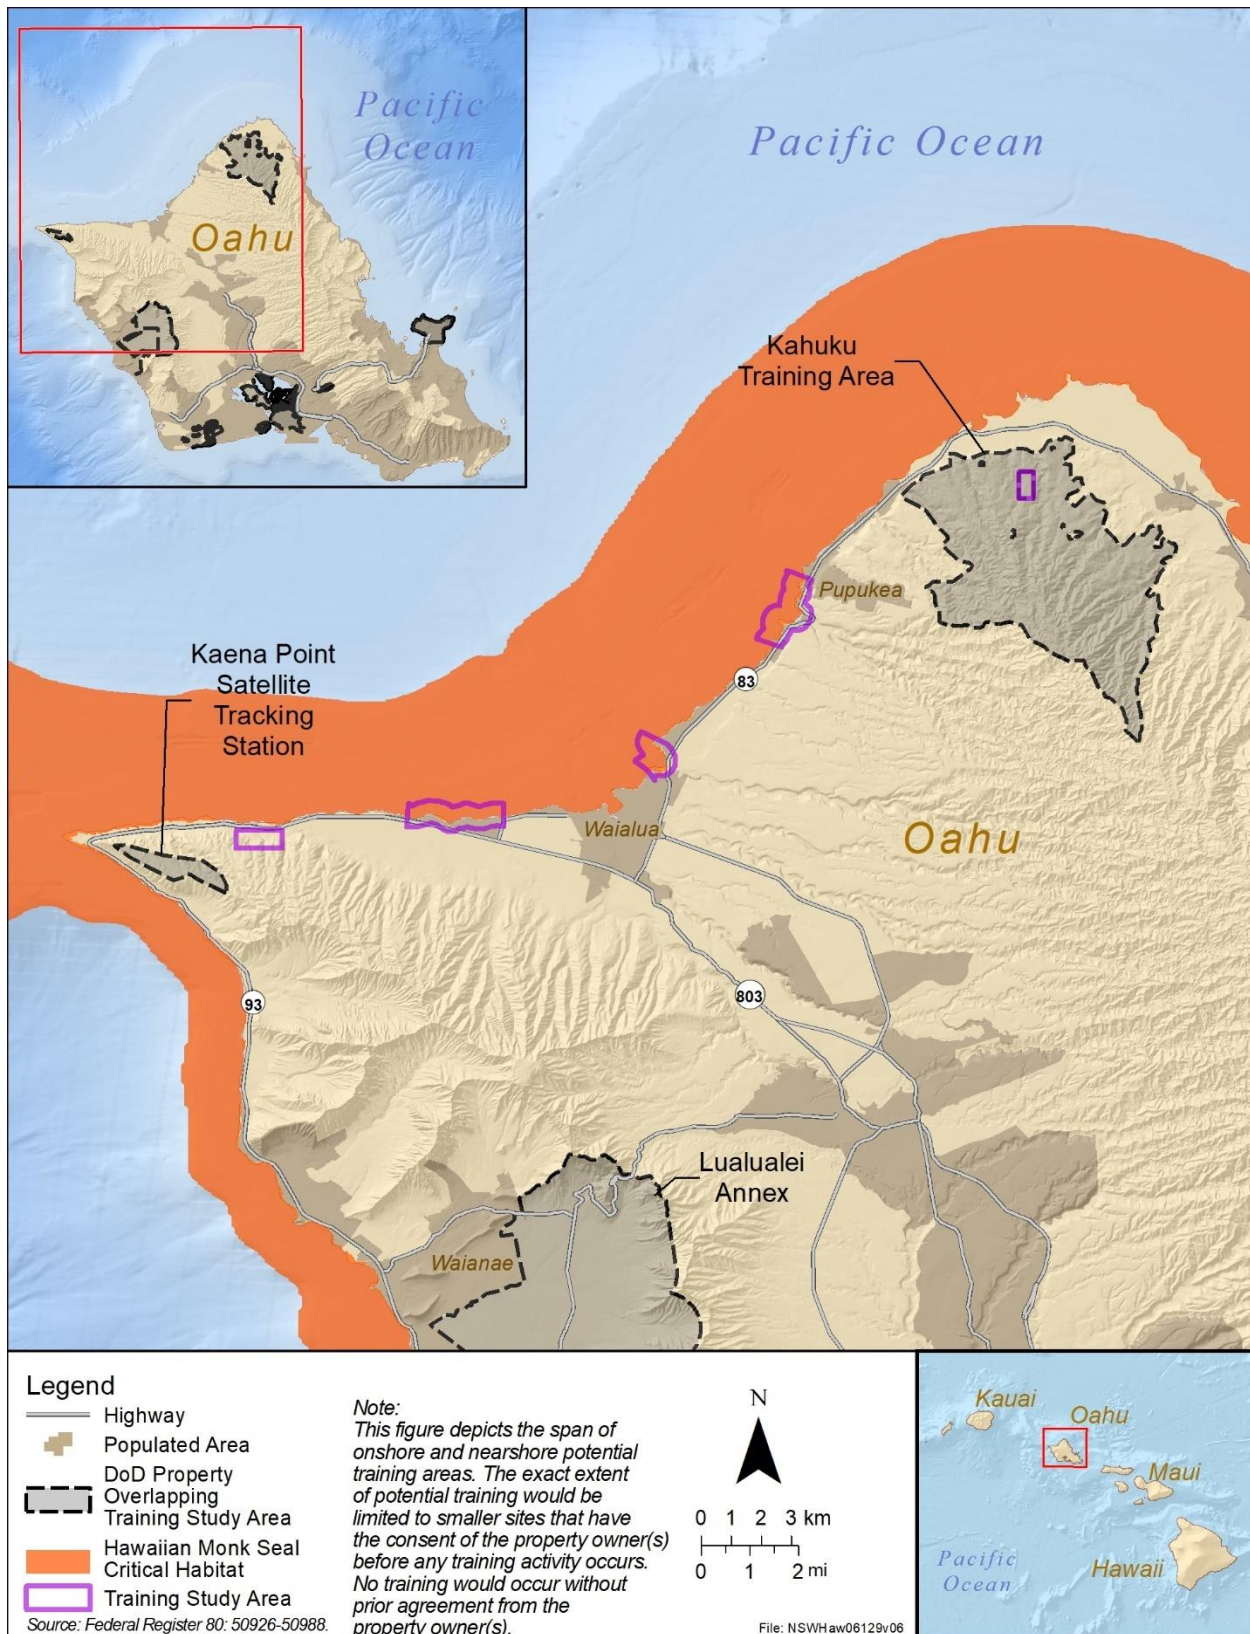 Pacific
Ocean
Oahu
Pacific Ocean
Kahuku
Training Area
Pupukea
Kaena Point
Satellite
Tracking
Station
83
Waialua
Oahu
93
803
Lualualei
Annex
Waianae
Legend
Highway
Populated Area
DoD Property
Overlapping
Training Study Area
Hawaiian Monk Seal
Critical Habitat
Training Study Area
Source: Federal Register 80: 50926-50988.
Note:
This figure depicts the span of
onshore and nearshore potential
training areas. The exact extent
of potential training would be
limited to smaller sites that have
the consent of the property owner(s)
before any training activity occurs.
No training would occur without
prior agreement from the
property owner(s).
N
0 1 2 3 km
0 1 2 mi
File: NSWHaw06129v06
Kauai
Oahu
Maui
Hawaii
Pacific
Ocean